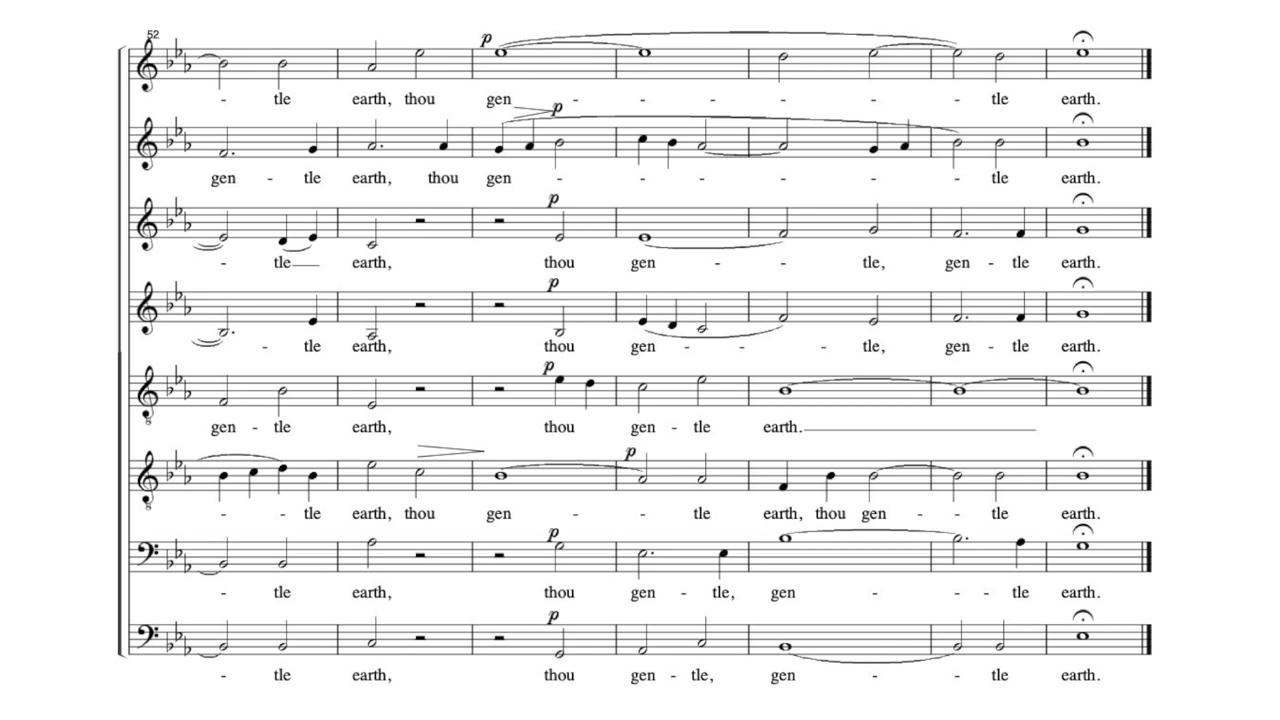 52
p
- tle earth, thou gen - - - - - tle earth.
p
gen - tle earth, thou gen - - - - - - tle earth.
p
- tle earth, thou gen - - tle, gen - tle earth.
p
- tle earth, thou gen - - tle, gen - tle earth.
p
gen - tle earth, thou gen - tle earth.
p
- - tle earth, thou gen - - tle earth, thou gen - - tle earth.
p
- tle earth, thou gen - tle, gen - - - tle earth.
p
- tle earth, thou gen - tle, gen - - tle earth.